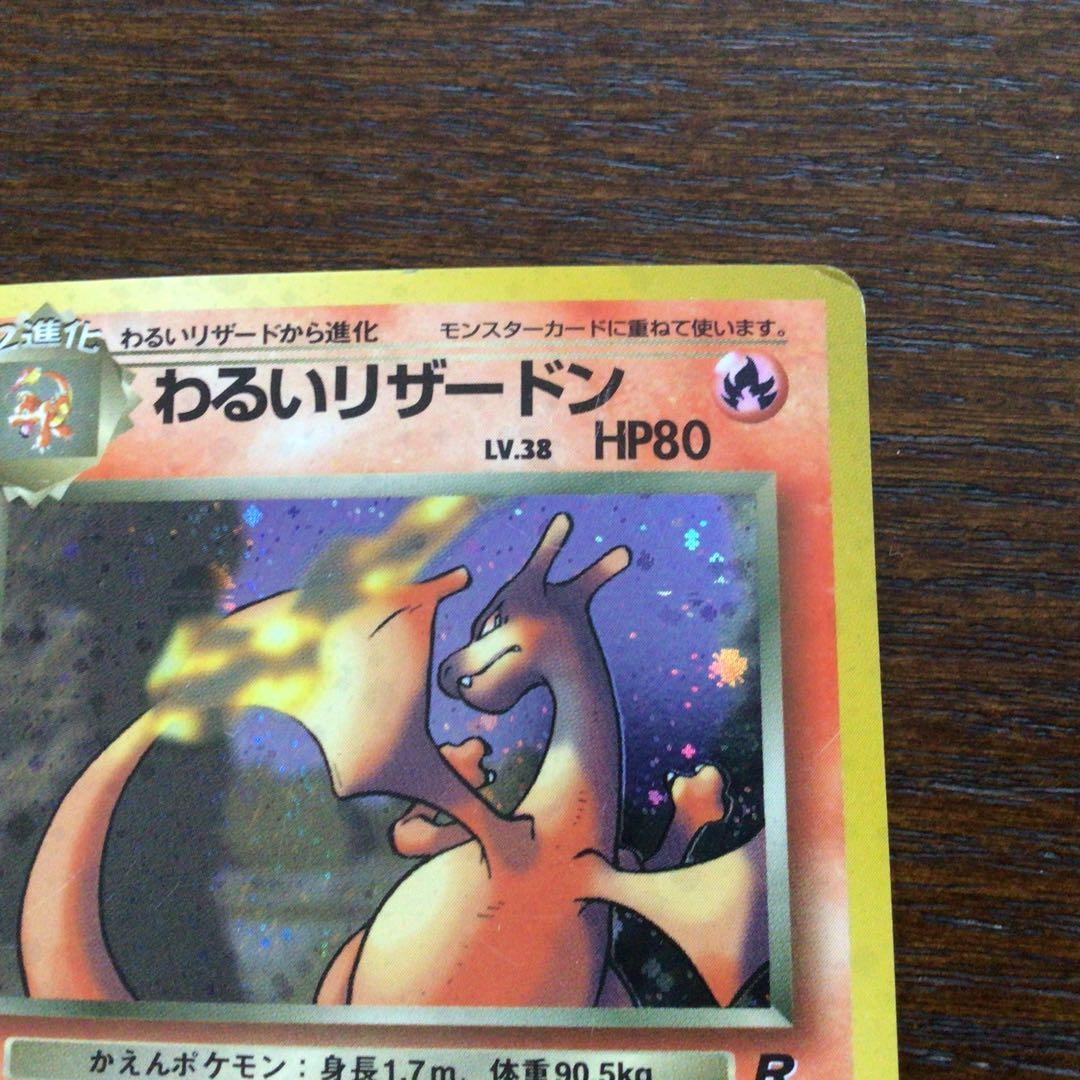 2進化 わるいリザードから進化 モンスターカードに重ねて使います。
わるいリザードン
LV.38 HP80
かえんポケモン：身長1.7m，体重90.5kg
R